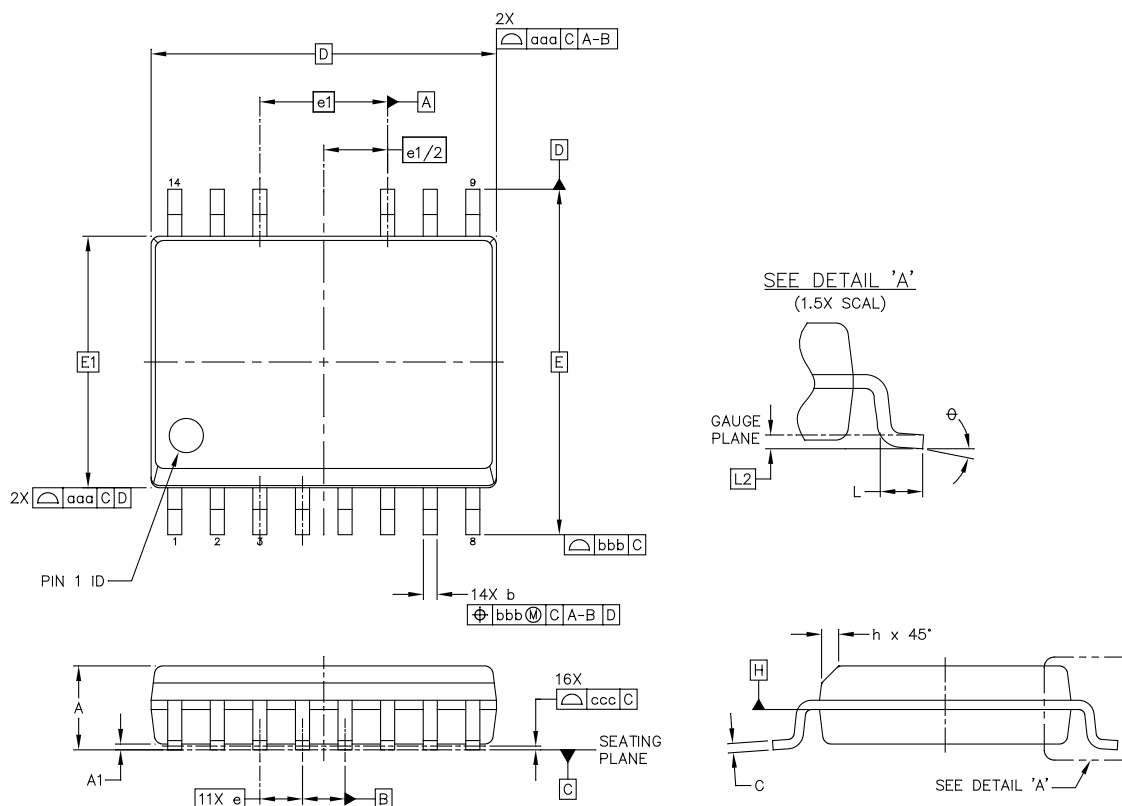 2X
⌓ aaa C A-B
D
e1
A
e1/2
D
14
9
E1
E
2X ⌓ aaa C D
1
2
3
8
⌓ bbb C
PIN 1 ID
14X b
⌖ bbb Ⓜ C A-B D
SEE DETAIL 'A'
(1.5X SCAL)
GAUGE
PLANE
θ
L2
L
A
A1
16X
⌓ ccc C
SEATING
PLANE
C
11X e
B
h x 45°
H
C
SEE DETAIL 'A'